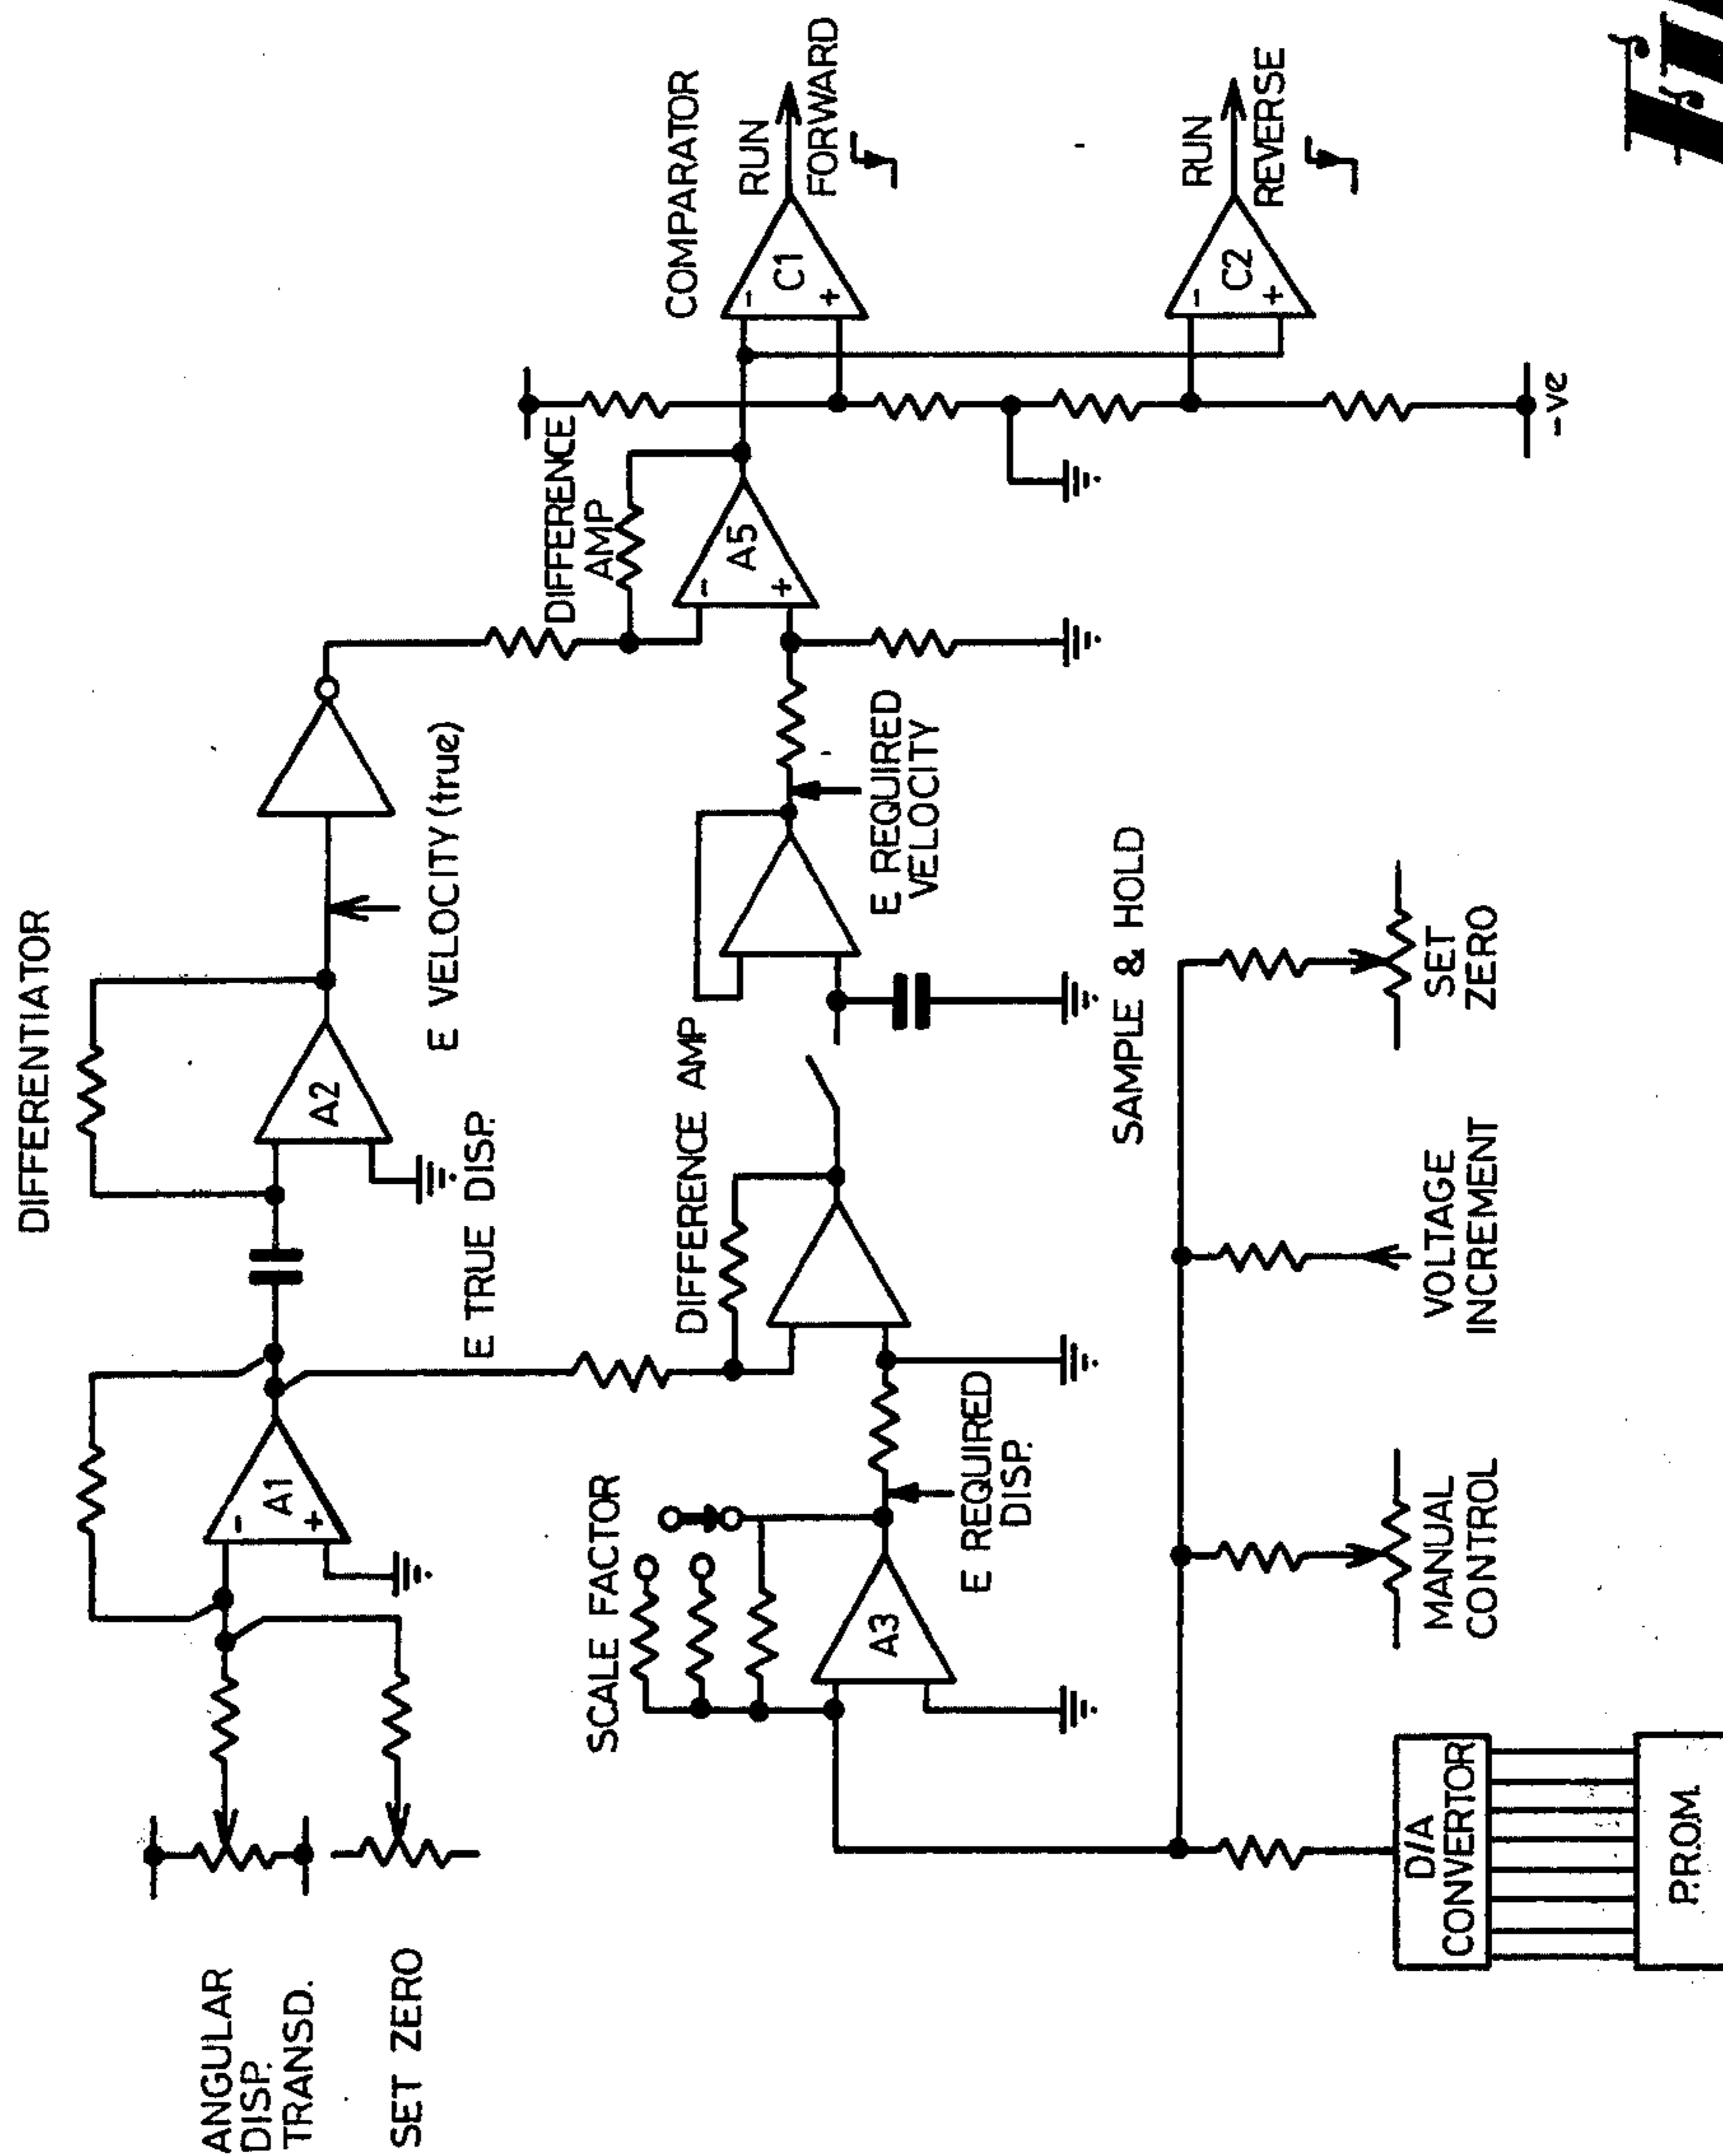 DIFFERENTIATOR
ANGULAR
DISP.
TRANSD.
SET ZERO
-
+
A1
A2
E VELOCITY (true)
E TRUE DISP.
DIFFERENCE
AMP
-
+
A5
COMPARATOR
-
+
C1
RUN
FORWARD
-
+
C2
RUN
REVERSE
-ve
SCALE FACTOR
A3
E REQUIRED
DISP.
DIFFERENCE AMP
E REQUIRED
VELOCITY
SAMPLE & HOLD
D/A
CONVERTOR
P.R.O.M.
MANUAL
CONTROL
VOLTAGE
INCREMENT
SET
ZERO